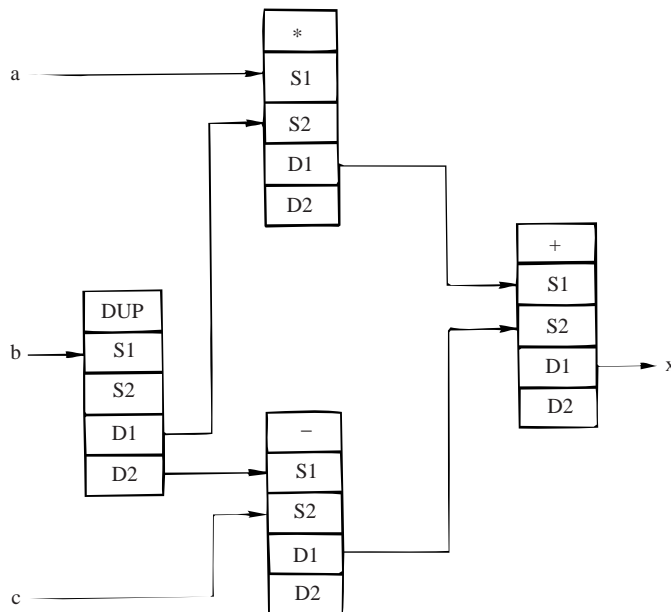 *
a
S1
S2
D1
D2
+
S1
S2
D1
x
D2
DUP
b
S1
S2
D1
D2
−
S1
S2
D1
D2
c